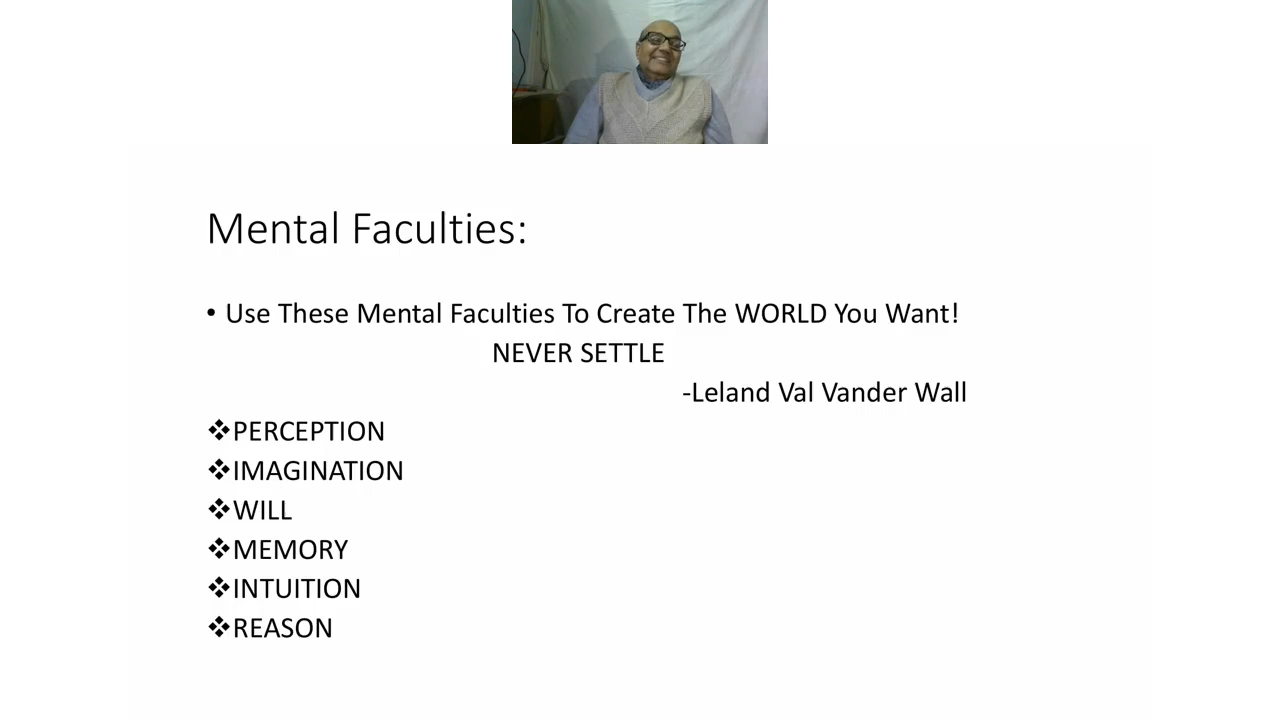 Mental Faculties:
• Use These Mental Faculties To Create The WORLD You Want!
NEVER SETTLE
-Leland Val Vander Wall
❖PERCEPTION
❖IMAGINATION
❖WILL
❖MEMORY
❖INTUITION
❖REASON